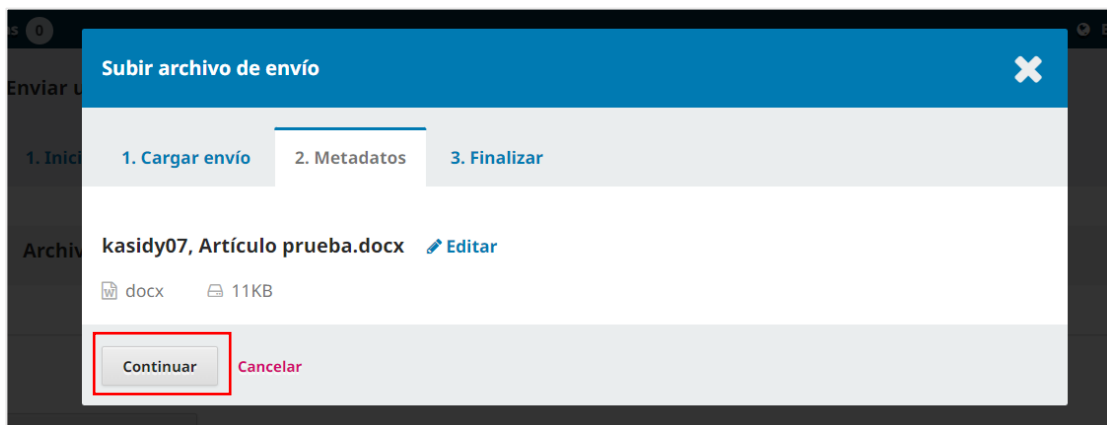 0
Subir archivo de envío
Enviar u
1. Inici
1. Cargar envío
2. Metadatos
3. Finalizar
Archiv
kasidy07, Artículo prueba.docx Editar
docx 11KB
Continuar Cancelar